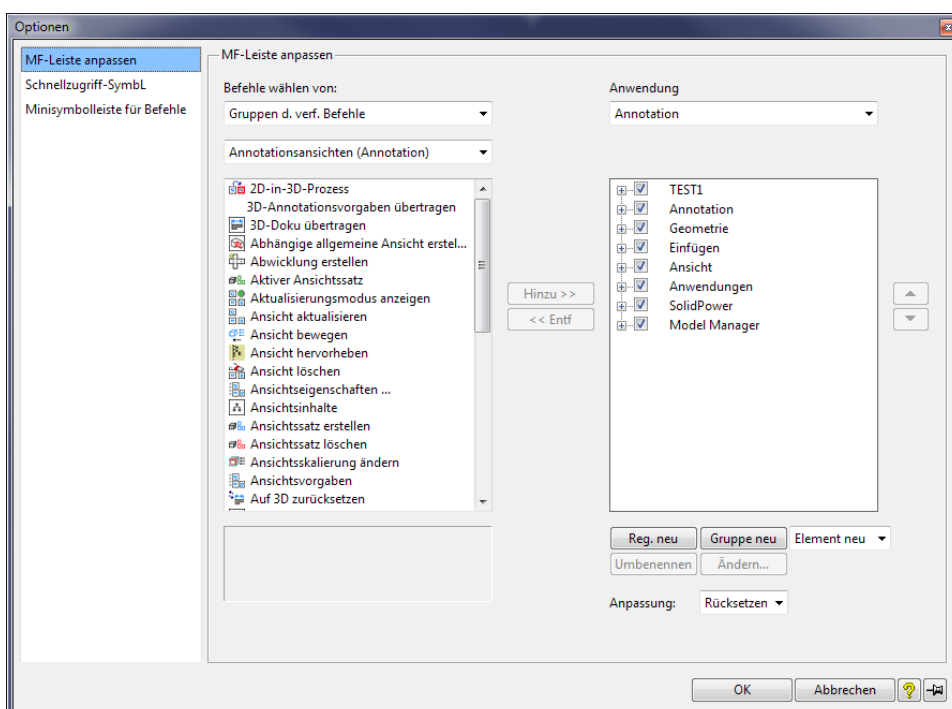 Optionen
MF-Leiste anpassen
Schnellzugriff-SymbL
Minisymbolleiste für Befehle
MF-Leiste anpassen
Befehle wählen von:
Gruppen d. verf. Befehle
Annotationsansichten (Annotation)
2D-in-3D-Prozess
3D-Annotationsvorgaben übertragen
3D-Doku übertragen
Abhängige allgemeine Ansicht erstel...
Abwicklung erstellen
Aktiver Ansichtssatz
Aktualisierungsmodus anzeigen
Ansicht aktualisieren
Ansicht bewegen
Ansicht hervorheben
Ansicht löschen
Ansichtseigenschaften ...
Ansichtsinhalte
Ansichtssatz erstellen
Ansichtssatz löschen
Ansichtsskalierung ändern
Ansichtsvorgaben
Auf 3D zurücksetzen
Hinzu >>
<< Entf
Anwendung
Annotation
TEST1
Annotation
Geometrie
Einfügen
Ansicht
Anwendungen
SolidPower
Model Manager
Reg. neu
Gruppe neu
Element neu
Umbenennen
Ändern...
Anpassung:
Rücksetzen
OK
Abbrechen